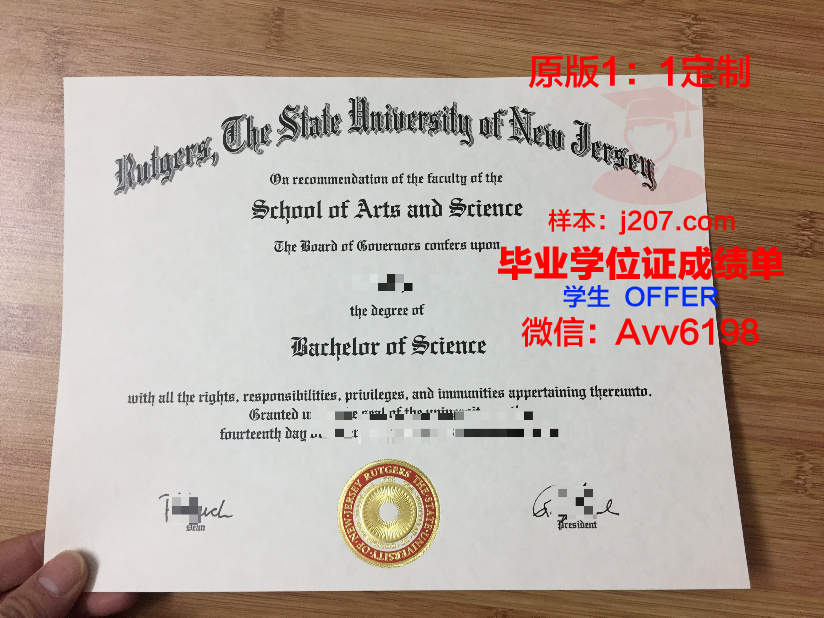 原版1：1定制
Rutgers, The State University of New Jersey
On recommendation of the faculty of the
School of Arts and Science
样本：j207.com
The Board of Governors confers upon
毕业学位证成绩单
学生 OFFER
the degree of
微信：Avv6198
Bachelor of Science
with all the rights, responsibilities, privileges, and immunities appertaining thereunto.
Granted
fourteenth day
RUTGERS THE STATE UNIVERSITY OF NEW JERSEY
Dean
President